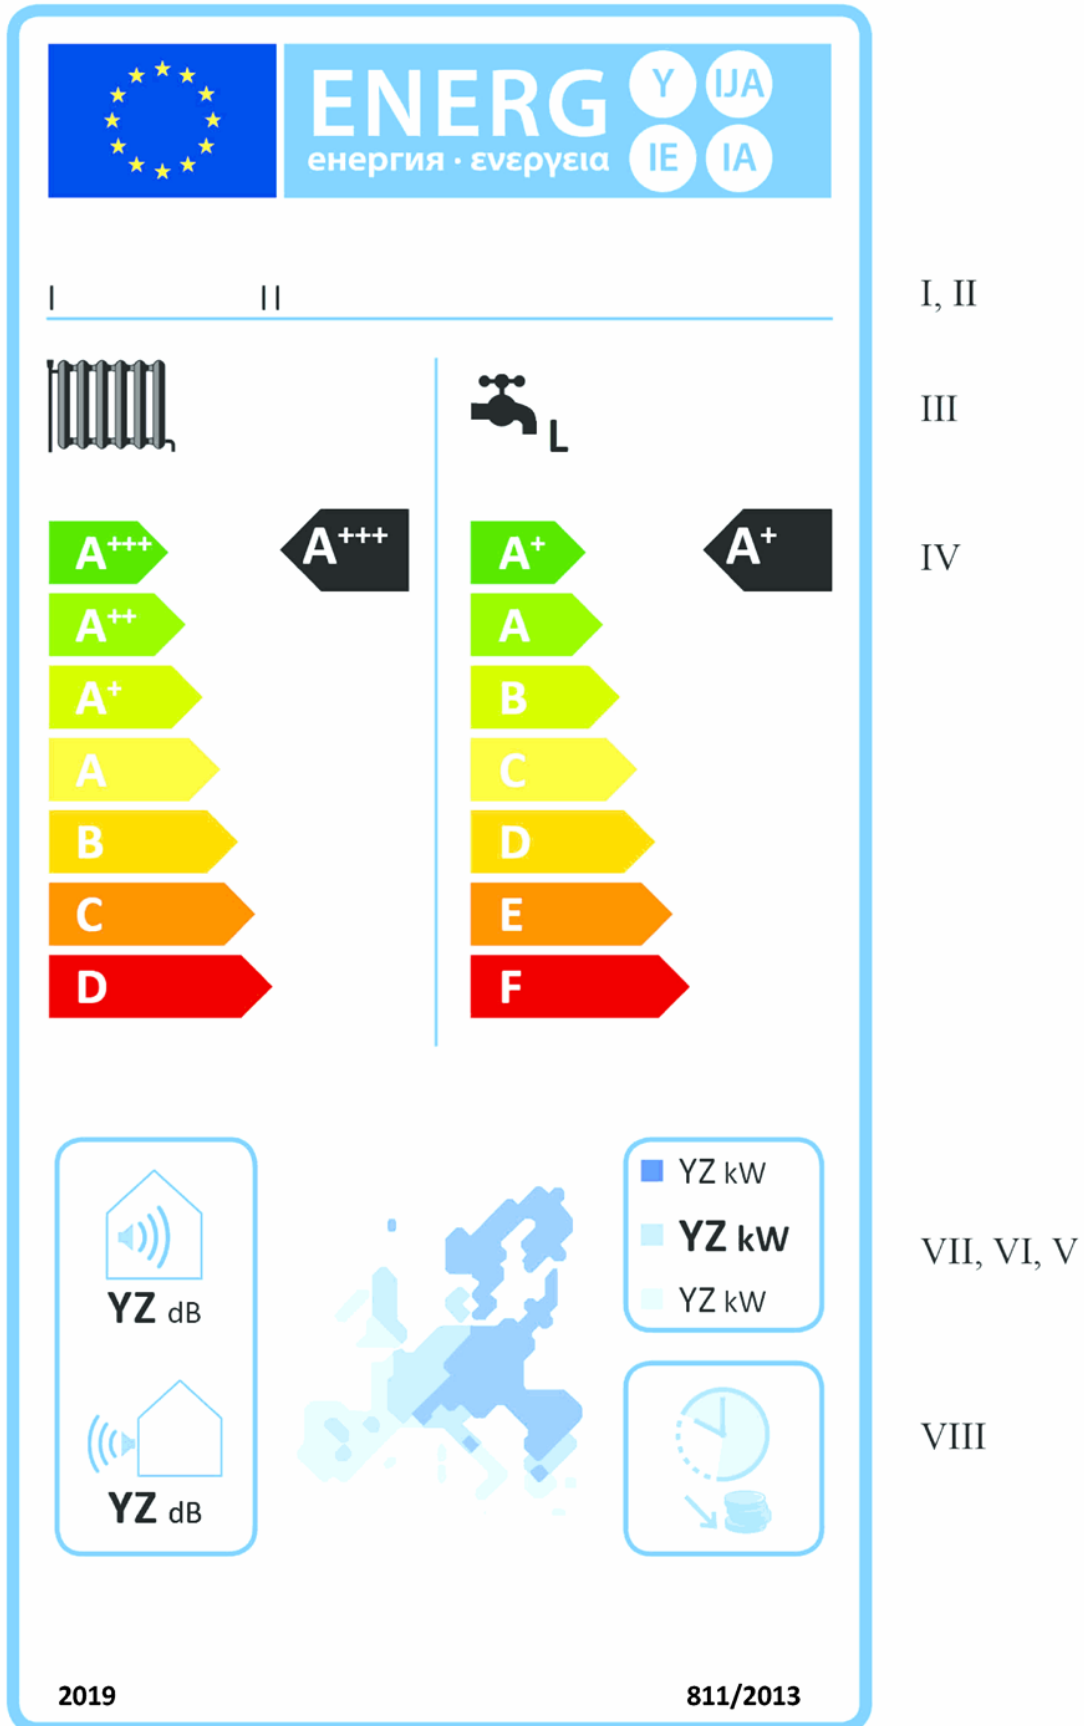 ENERG Y IJA
енергия · ενεργεια IE IA
I II
I, II
III
L
IV
A+++ A+++
A++
A+
A
B
C
D
A+ A+
A
B
C
D
E
F
YZ dB
YZ dB
YZ kW
YZ kW
YZ kW
VII, VI, V
VIII
2019 811/2013